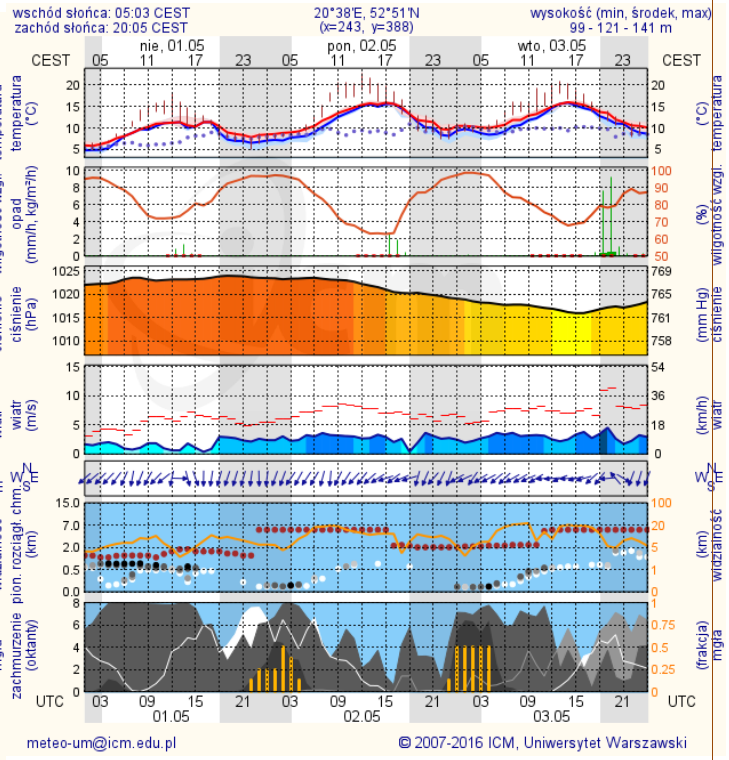 wschód słońca: 05:03 CEST 20°38'E, 52°51'N wysokość (min, środek, max)
zachód słońca: 20:05 CEST (x=243, y=388) 99 - 121 - 141 m
nie, 01.05 pon, 02.05 wto, 03.05
CEST 05 11 17 23 05 11 17 23 05 11 17 23 CEST
temperatura
(°C)
20 20
15 15
10 10
5 5
(°C)
temperatura
opad
(mm/h, kg/m²/h)
10 100
8 90
6 80
4 70
2 60
0 50
(%)
wilgotność wzgl.
ciśnienie
(hPa)
1025 769
1020 765
1015 761
1010 758
(mm Hg)
ciśnienie
wiatr
(m/s)
15 54
10 36
5 18
0 0
(km/h)
wiatr
N
W E
S
N
W E
S
pion. rozciągł. chm.
(km)
15.0 100
7.0 20
2.0 5
0.5 1
0.0 0
(km)
widzialność
zachmurzenie
(oktanty)
8 1
6 0.75
4 0.5
2 0.25
0 0
(frakcja)
mgła
UTC 03 09 15 21 03 09 15 21 03 09 15 21 UTC
01.05 02.05 03.05
meteo-um@icm.edu.pl © 2007-2016 ICM, Uniwersytet Warszawski